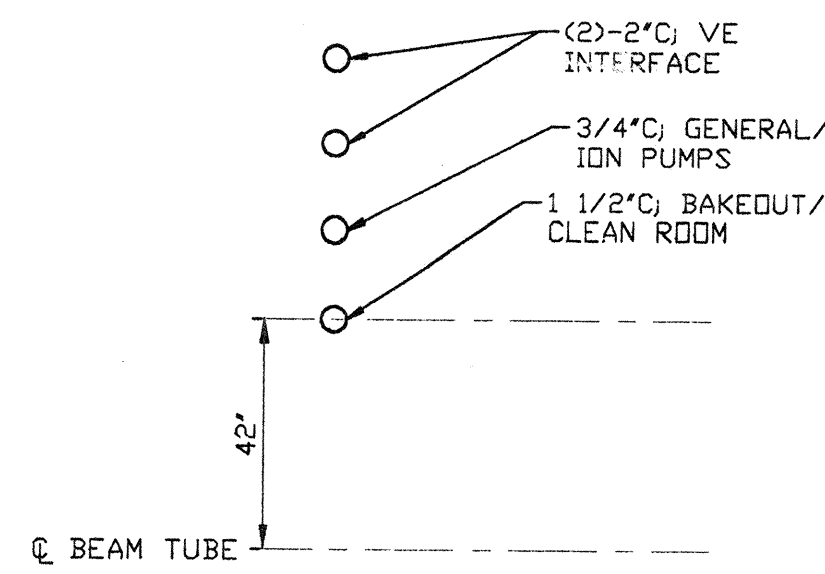 (2)-2"C; VE
INTERFACE
3/4"C; GENERAL/
ION PUMPS
1 1/2"C; BAKEOUT/
CLEAN ROOM
42"
℄ BEAM TUBE